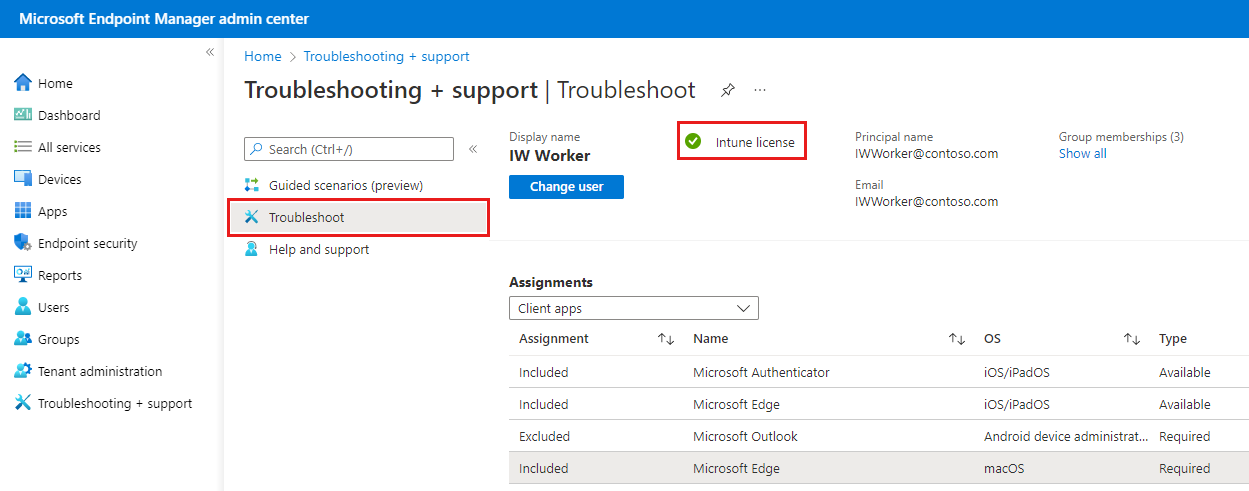 Microsoft Endpoint Manager admin center
«
Home > Troubleshooting + support
Troubleshooting + support | Troubleshoot
...
Home
Dashboard
All services
Devices
Apps
Endpoint security
Reports
Users
Groups
Tenant administration
Troubleshooting + support
Search (Ctrl+/)
«
Guided scenarios (preview)
Troubleshoot
Help and support
Display name
IW Worker
Change user
Intune license
Principal name
IWWorker@contoso.com
Email
IWWorker@contoso.com
Group memberships (3)
Show all
Assignments
Client apps
Assignment ↑↓ Name ↑↓ OS ↑↓ Type
Included Microsoft Authenticator iOS/iPadOS Available
Included Microsoft Edge iOS/iPadOS Available
Excluded Microsoft Outlook Android device administrat... Required
Included Microsoft Edge macOS Required